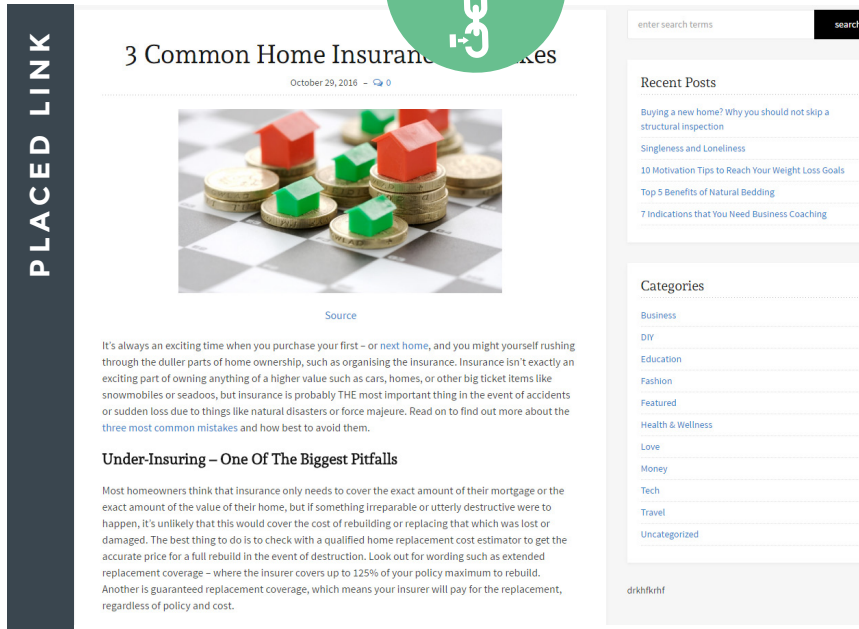 PLACED LINK
3 Common Home Insurance kes
October 29, 2016 – 0
Source
It's always an exciting time when you purchase your first – or next home, and you might yourself rushing
through the duller parts of home ownership, such as organising the insurance. Insurance isn't exactly an
exciting part of owning anything of a higher value such as cars, homes, or other big ticket items like
snowmobiles or seadoos, but insurance is probably THE most important thing in the event of accidents
or sudden loss due to things like natural disasters or force majeure. Read on to find out more about the
three most common mistakes and how best to avoid them.
Under-Insuring – One Of The Biggest Pitfalls
Most homeowners think that insurance only needs to cover the exact amount of their mortgage or the
exact amount of the value of their home, but if something irreparable or utterly destructive were to
happen, it's unlikely that this would cover the cost of rebuilding or replacing that which was lost or
damaged. The best thing to do is to check with a qualified home replacement cost estimator to get the
accurate price for a full rebuild in the event of destruction. Look out for wording such as extended
replacement coverage – where the insurer covers up to 125% of your policy maximum to rebuild.
Another is guaranteed replacement coverage, which means your insurer will pay for the replacement,
regardless of policy and cost.
enter search terms
search
Recent Posts
Buying a new home? Why you should not skip a
structural inspection
Singleness and Loneliness
10 Motivation Tips to Reach Your Weight Loss Goals
Top 5 Benefits of Natural Bedding
7 Indications that You Need Business Coaching
Categories
Business
DIY
Education
Fashion
Featured
Health & Wellness
Love
Money
Tech
Travel
Uncategorized
drkhfkrhf